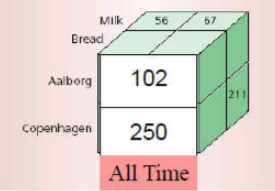 Milk 56 67
Bread
Aalborg 102
211
Copenhagen 250
All Time